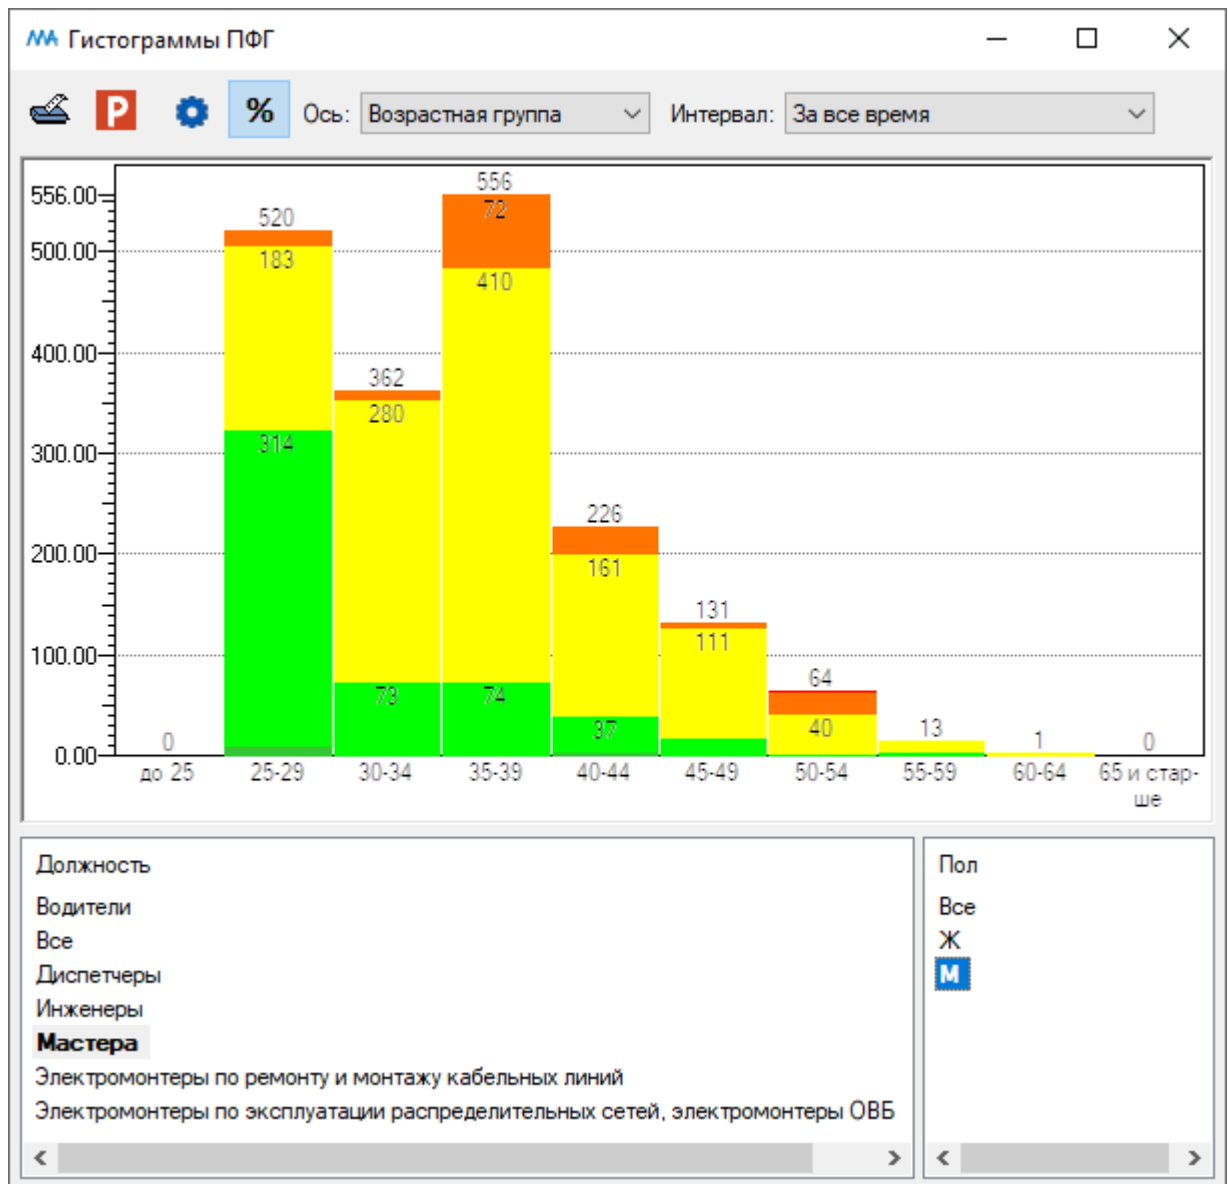 Гистограммы ПФГ
P % Ось: Возрастная группа Интервал: За все время
556.00
500.00
400.00
300.00
200.00
100.00
0.00
0
520
183
314
362
280
73
556
72
410
74
226
161
37
131
111
64
40
13
1
0
до 25 25-29 30-34 35-39 40-44 45-49 50-54 55-59 60-64 65 и стар-
ше
Должность
Водители
Все
Диспетчеры
Инженеры
Мастера
Электромонтеры по ремонту и монтажу кабельных линий
Электромонтеры по эксплуатации распределительных сетей, электромонтеры ОВБ
Пол
Все
Ж
М